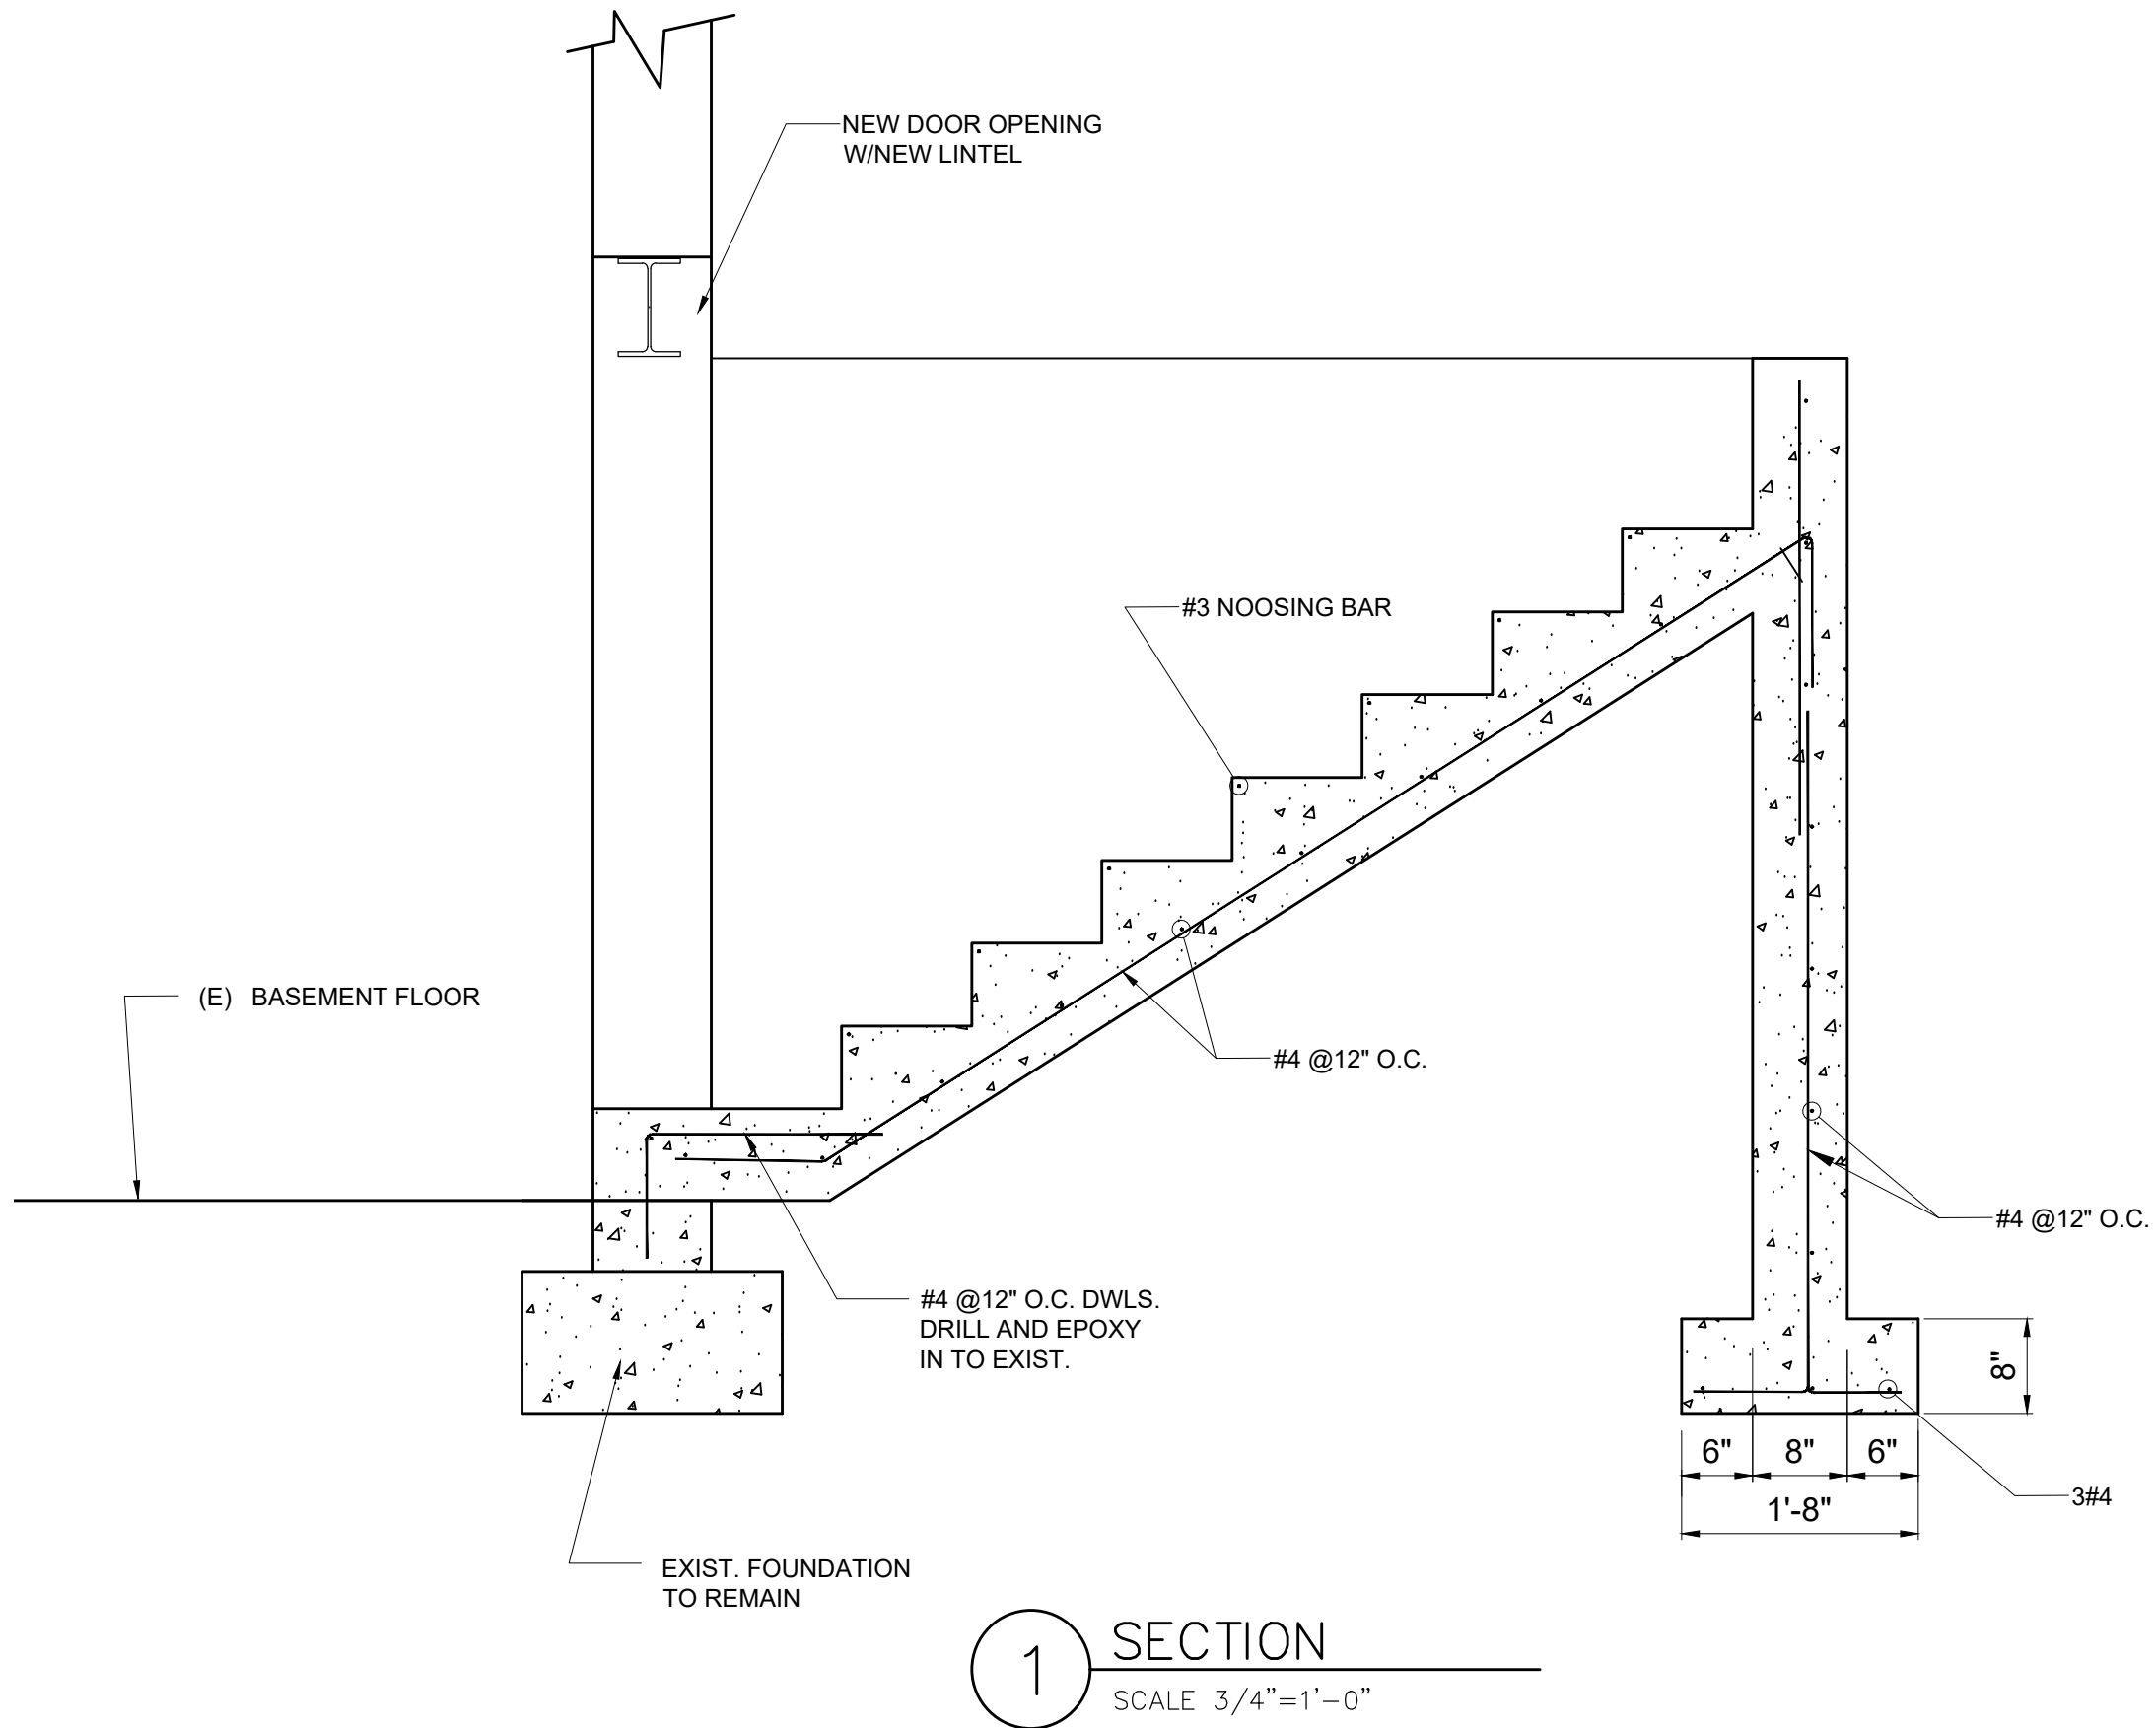 NEW DOOR OPENING
W/NEW LINTEL
#3 NOOSING BAR
(E) BASEMENT FLOOR
#4 @12" O.C.
#4 @12" O.C.
#4 @12" O.C. DWLS.
DRILL AND EPOXY
IN TO EXIST.
8"
6" 8" 6"
1'-8"
3#4
EXIST. FOUNDATION
TO REMAIN
1 SECTION
SCALE 3/4"=1'-0"